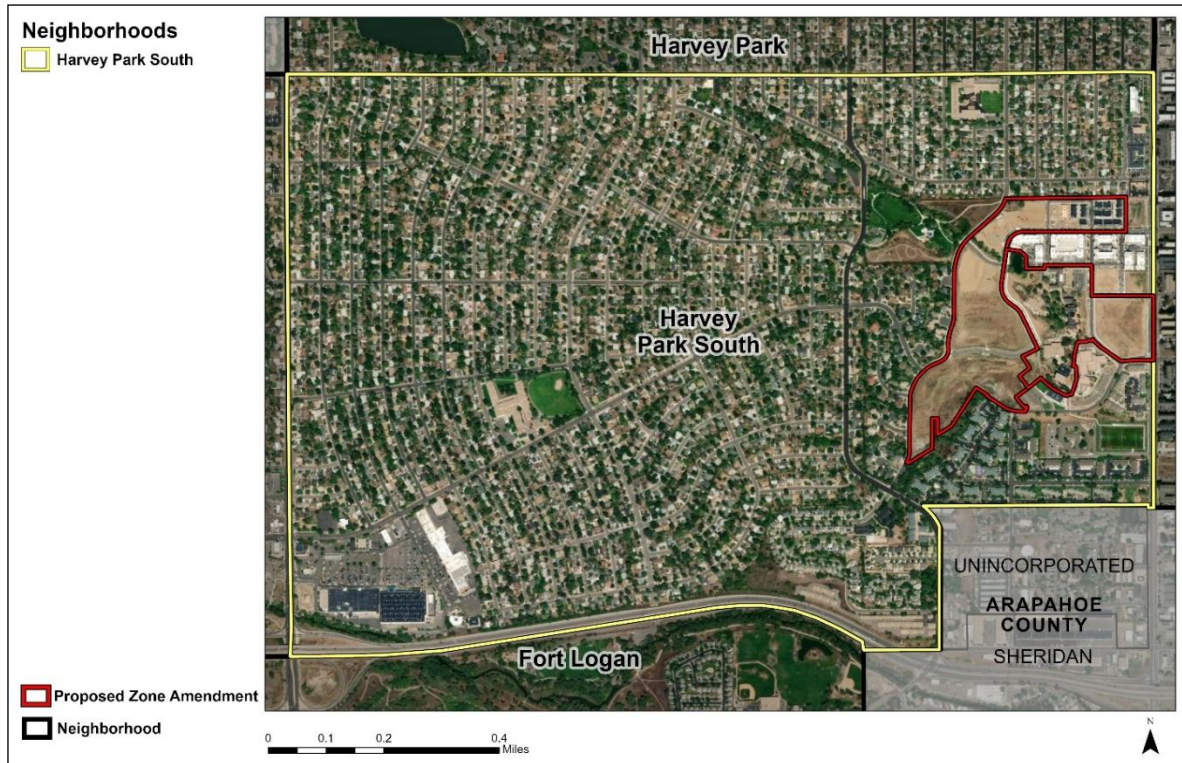 Neighborhoods
Harvey Park South
Harvey Park
Harvey
Park South
UNINCORPORATED
ARAPAHOE
COUNTY
SHERIDAN
Fort Logan
Proposed Zone Amendment
Neighborhood
0 0.1 0.2 0.4
Miles
N